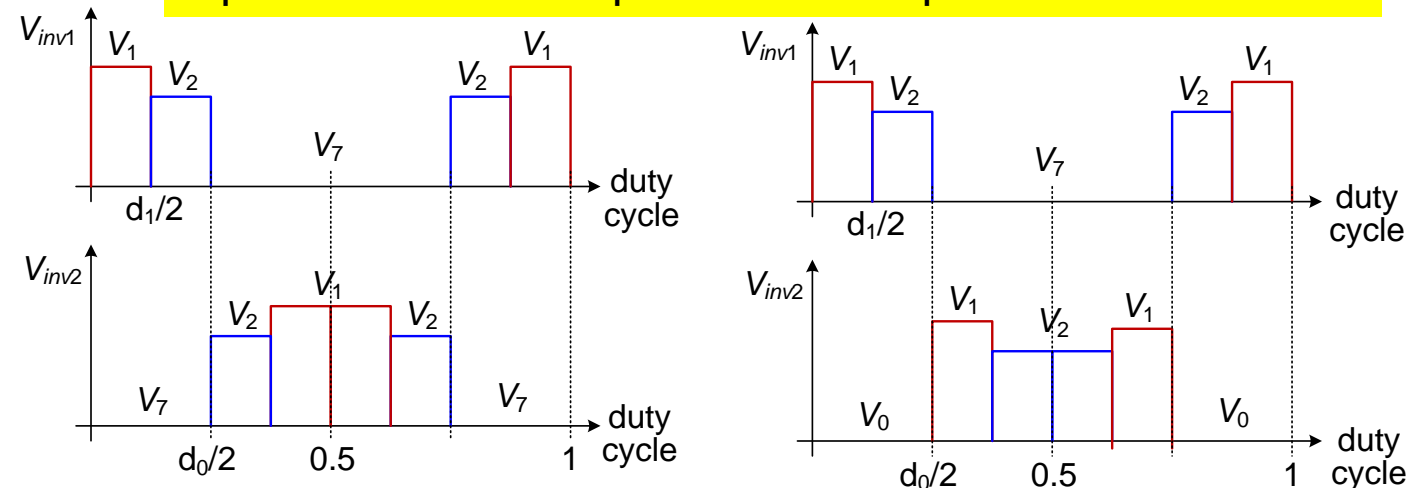 V_inv1
V₁
V₂
V₇
V₂
V₁
d₁/2
duty
cycle
V_inv2
V₇
V₂
V₁
V₂
V₇
d₀/2
0.5
1
duty
cycle
V_inv1
V₁
V₂
V₇
V₂
V₁
d₁/2
duty
cycle
V_inv2
V₀
V₁
V₂
V₁
V₀
d₀/2
0.5
1
duty
cycle